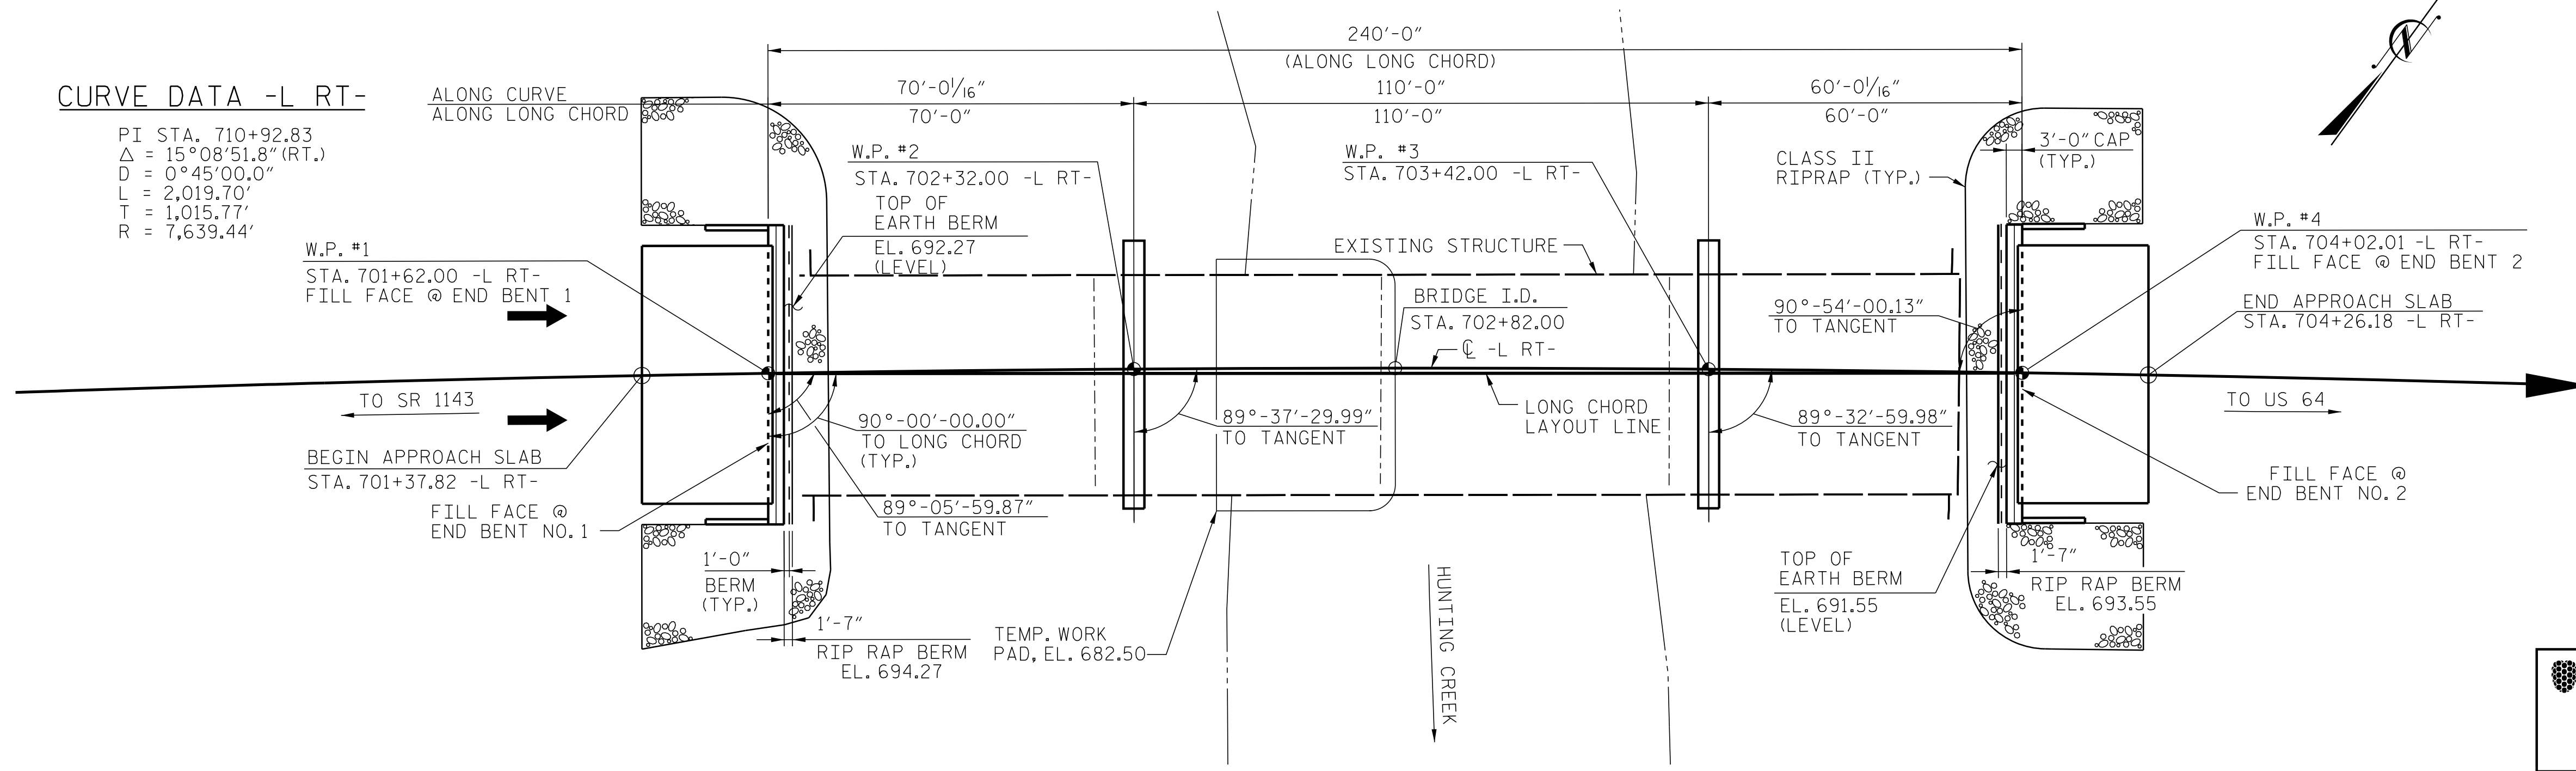 CURVE DATA -L RT-
PI STA. 710+92.83
△ = 15°08′51.8″(RT.)
D = 0°45′00.0″
L = 2,019.70′
T = 1,015.77′
R = 7,639.44′
ALONG CURVE
ALONG LONG CHORD
240′-0″
(ALONG LONG CHORD)
70′-0 1/16″
70′-0″
110′-0″
110′-0″
60′-0 1/16″
60′-0″
W.P. #1
STA. 701+62.00 -L RT-
FILL FACE @ END BENT 1
W.P. #2
STA. 702+32.00 -L RT-
TOP OF
EARTH BERM
EL. 692.27
(LEVEL)
W.P. #3
STA. 703+42.00 -L RT-
EXISTING STRUCTURE
BRIDGE I.D.
STA. 702+82.00
℄ -L RT-
CLASS II
RIPRAP (TYP.)
3′-0″ CAP
(TYP.)
N
W.P. #4
STA. 704+02.01 -L RT-
FILL FACE @ END BENT 2
END APPROACH SLAB
STA. 704+26.18 -L RT-
90°-54′-00.13″
TO TANGENT
TO SR 1143
BEGIN APPROACH SLAB
STA. 701+37.82 -L RT-
FILL FACE @
END BENT NO. 1
90°-00′-00.00″
TO LONG CHORD
(TYP.)
89°-05′-59.87″
TO TANGENT
89°-37′-29.99″
TO TANGENT
LONG CHORD
LAYOUT LINE
89°-32′-59.98″
TO TANGENT
TO US 64
FILL FACE @
END BENT NO. 2
1′-0″
BERM
(TYP.)
1′-7″
RIP RAP BERM
EL. 694.27
TEMP. WORK
PAD, EL. 682.50
HUNTING CREEK
TOP OF
EARTH BERM
EL. 691.55
(LEVEL)
1′-7″
RIP RAP BERM
EL. 693.55